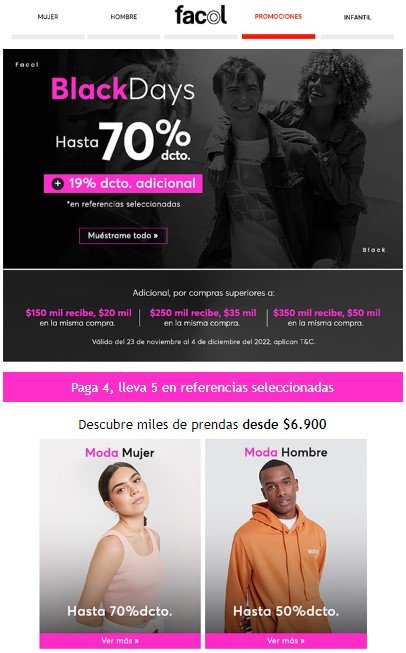 MUJER
HOMBRE
facol
PROMOCIONES
INFANTIL
Facol
BlackDays
Hasta 70% dcto.
+ 19% dcto. adicional
*en referencias seleccionadas
Muéstrame todo »
Black
Adicional, por compras superiores a:
$150 mil recibe, $20 mil
en la misma compra.
$250 mil recibe, $35 mil
en la misma compra.
$350 mil recibe, $50 mil
en la misma compra.
Válido del 23 de noviembre al 4 de diciembre del 2022, aplican T&C.
Paga 4, lleva 5 en referencias seleccionadas
Descubre miles de prendas desde $6.900
Moda Mujer
Hasta 70%dcto.
Ver más »
Moda Hombre
Hasta 50%dcto.
Ver más »